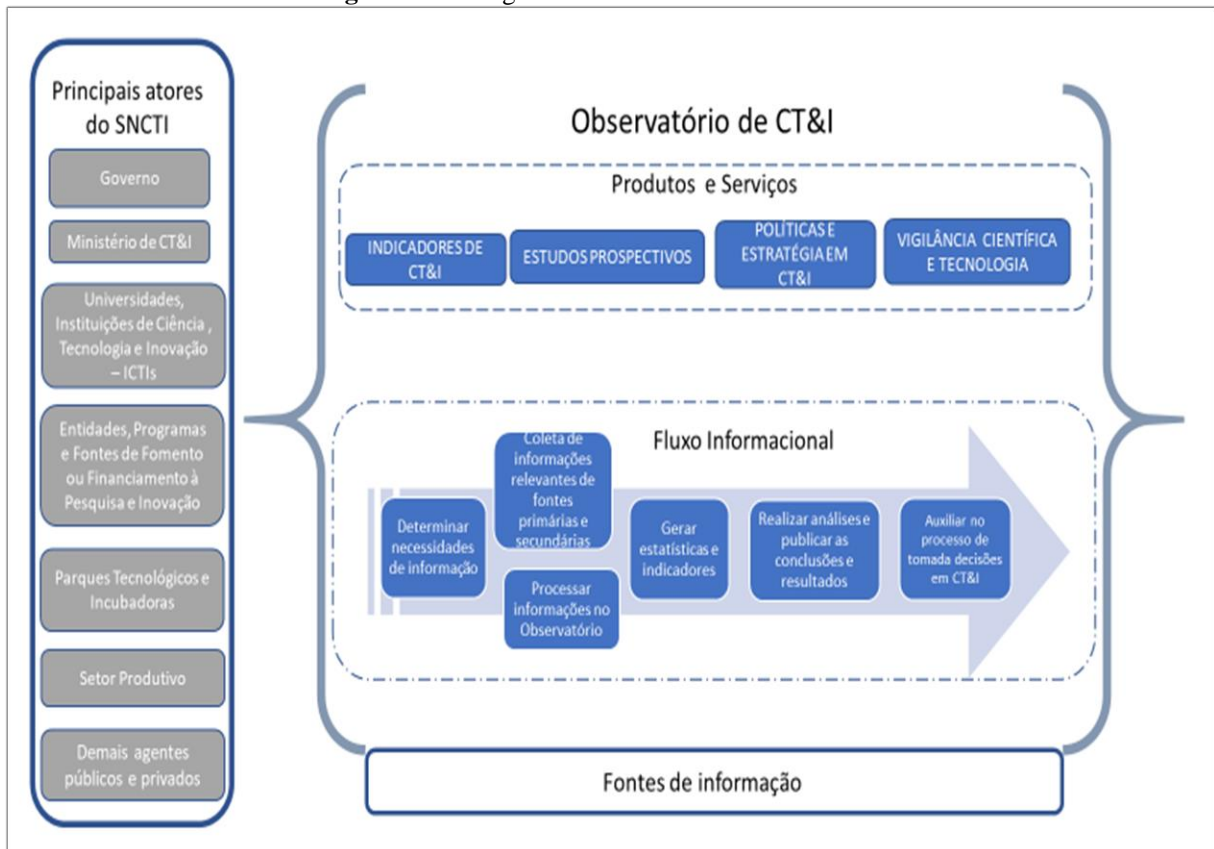 Principais atores
do SNCTI
Governo
Ministério de CT&I
Universidades,
Instituições de Ciência ,
Tecnologia e Inovação
– ICTIs
Entidades, Programas
e Fontes de Fomento
ou Financiamento à
Pesquisa e Inovação
Parques Tecnológicos e
Incubadoras
Setor Produtivo
Demais agentes
públicos e privados
Observatório de CT&I
Produtos e Serviços
INDICADORES DE
CT&I
ESTUDOS PROSPECTIVOS
POLÍTICAS E
ESTRATÉGIA EM
CT&I
VIGILÂNCIA CIENTÍFICA
E TECNOLOGIA
Fluxo Informacional
Determinar
necessidades
de informação
Coleta de
informações
relevantes de
fontes
primárias e
secundárias
Processar
informações no
Observatório
Gerar
estatísticas e
indicadores
Realizar análises e
publicar as
conclusões e
resultados
Auxiliar no
processo de
tomada decisões
em CT&I
Fontes de informação